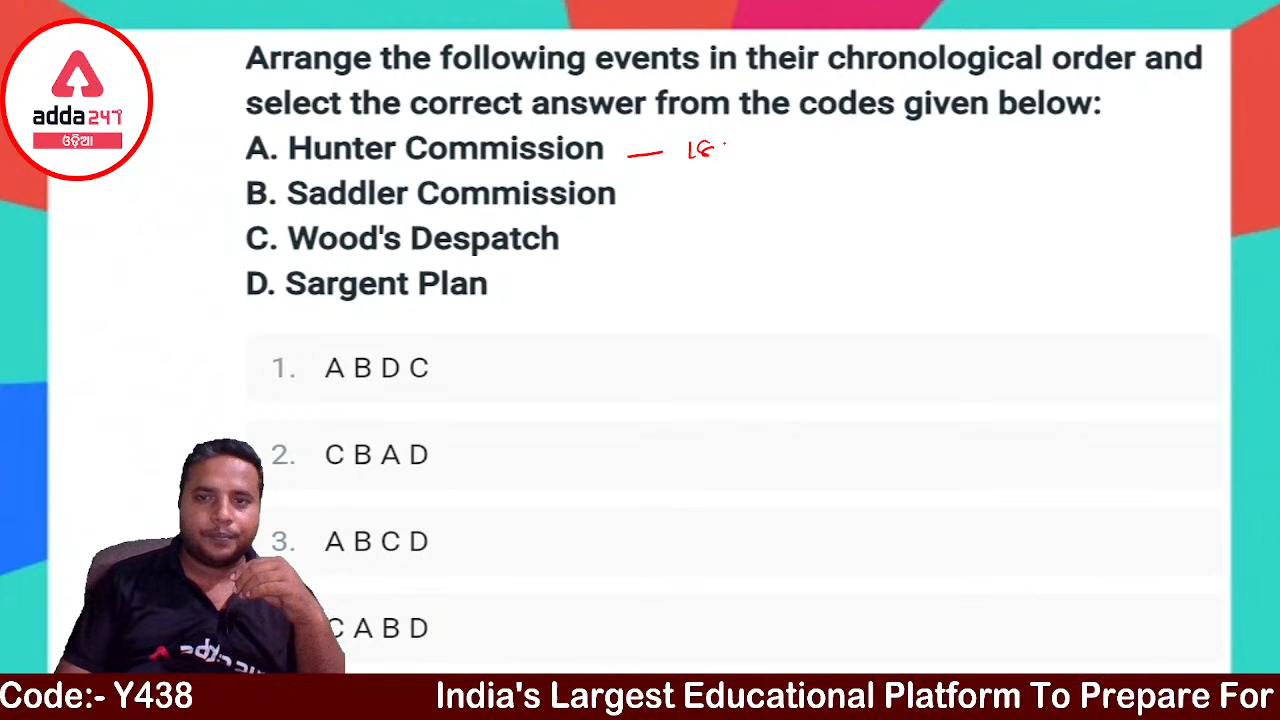 adda247
ଓଡ଼ିଆ
Arrange the following events in their chronological order and
select the correct answer from the codes given below:
A. Hunter Commission — 18
B. Saddler Commission
C. Wood's Despatch
D. Sargent Plan
1. A B D C
2. C B A D
3. A B C D
C A B D
Code:- Y438
India's Largest Educational Platform To Prepare For